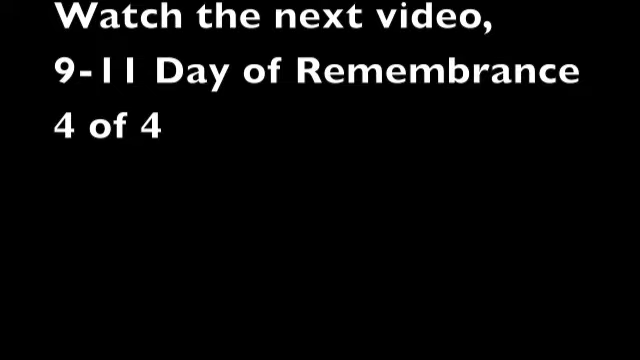 Watch the next video,
9-11 Day of Remembrance
4 of 4